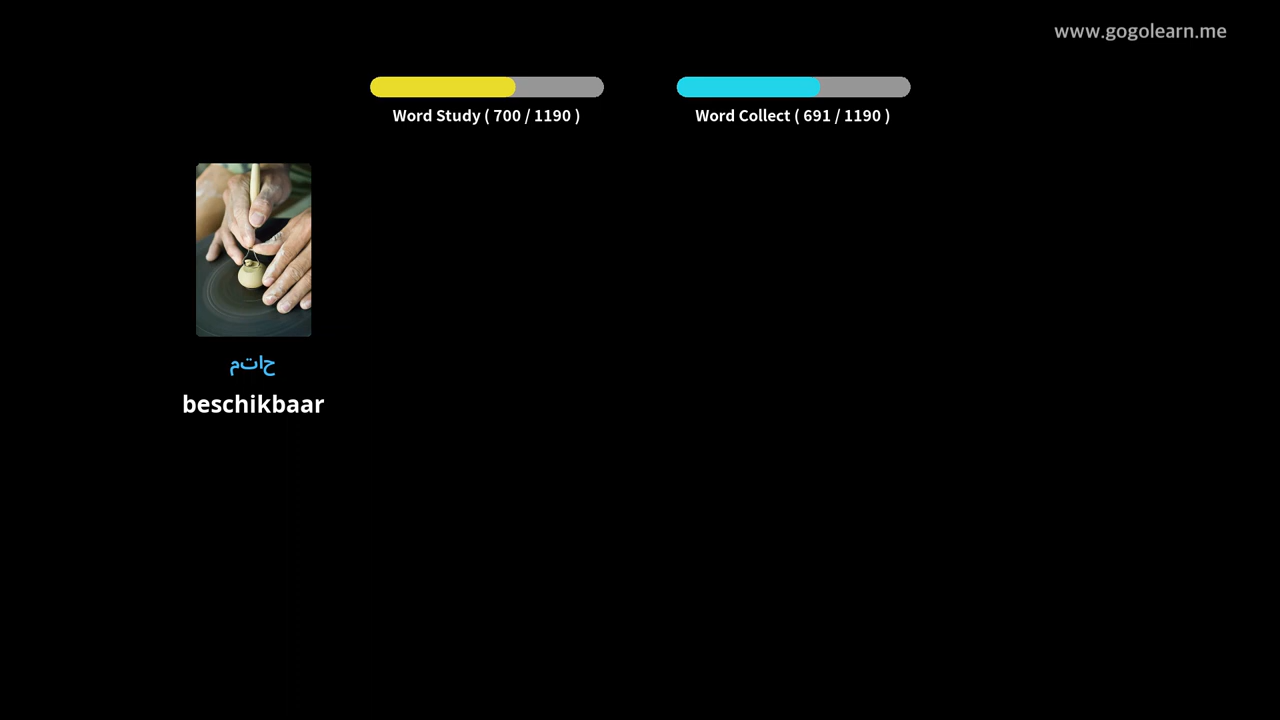 www.gogolearn.me
Word Study ( 700 / 1190 )
Word Collect ( 691 / 1190 )
حاتم
beschikbaar